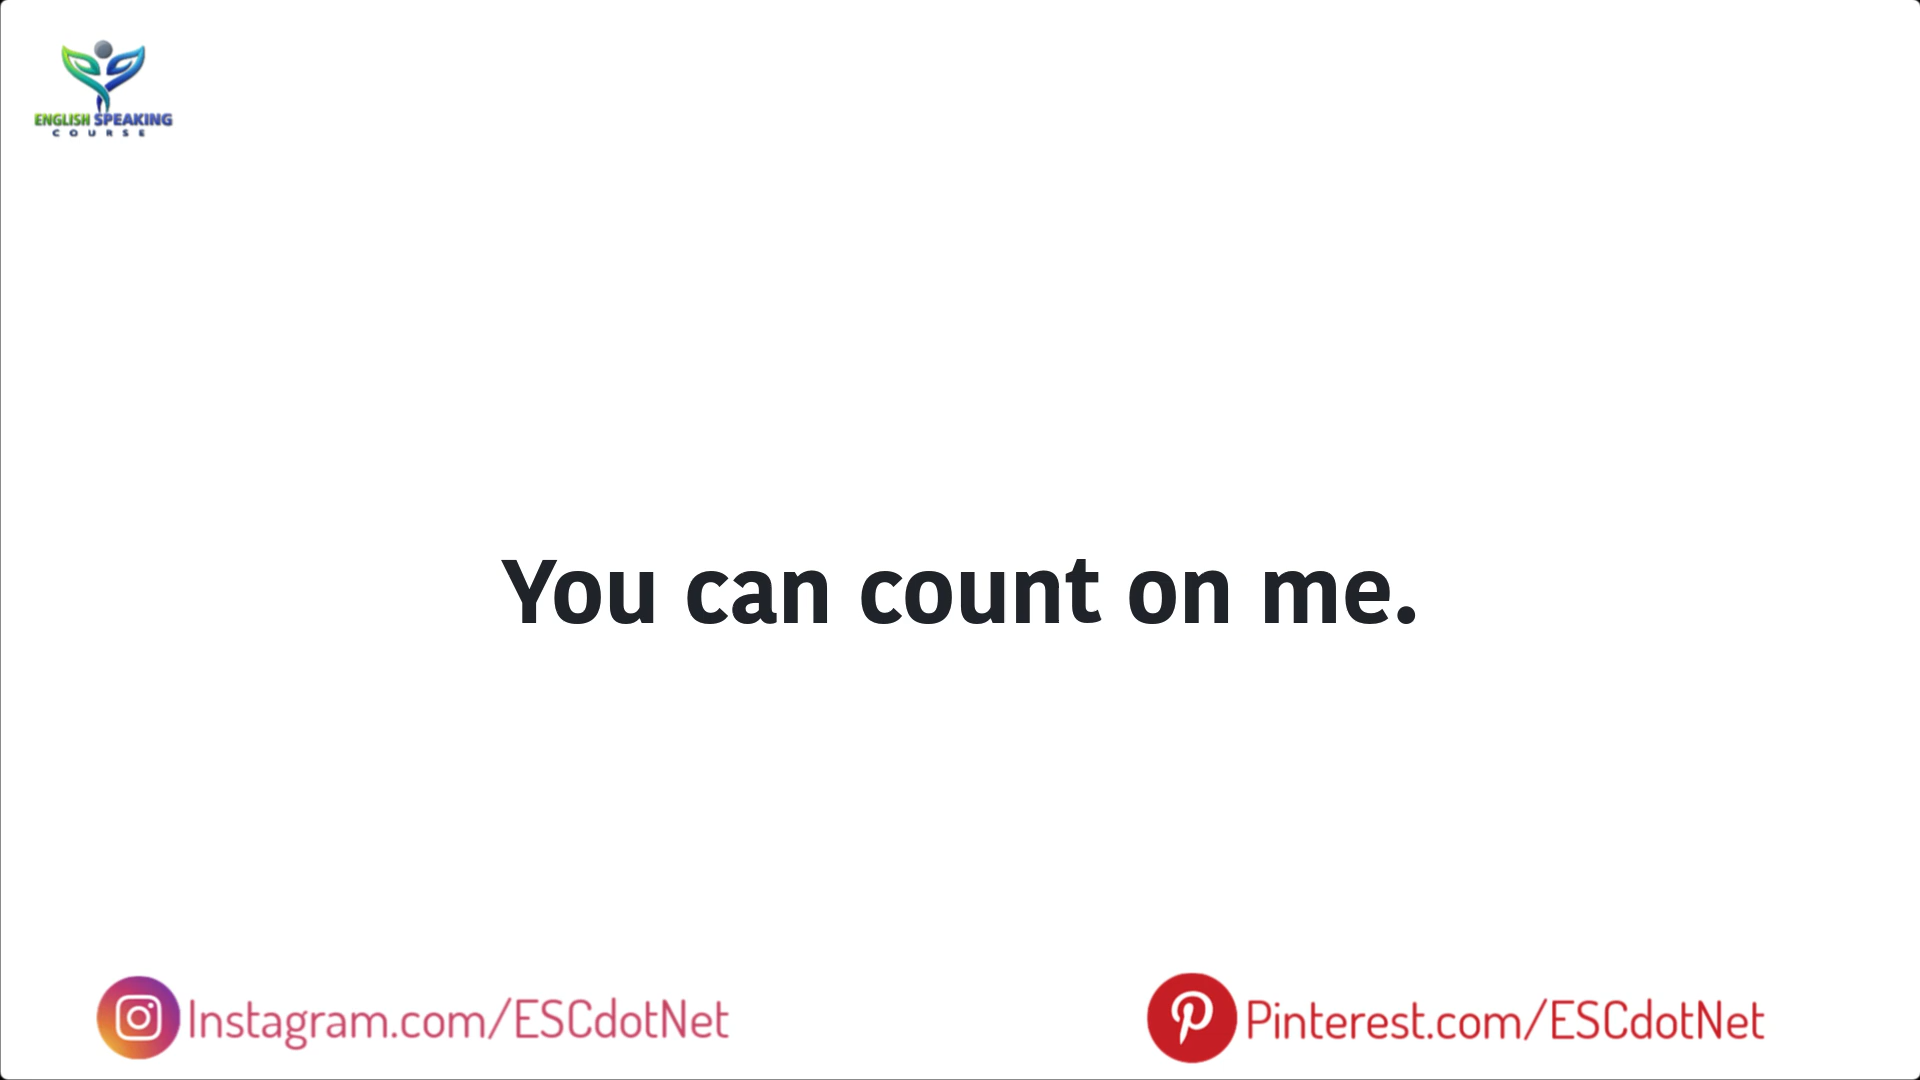 ENGLISH SPEAKING
COURSE
You can count on me.
Instagram.com/ESCdotNet
Pinterest.com/ESCdotNet